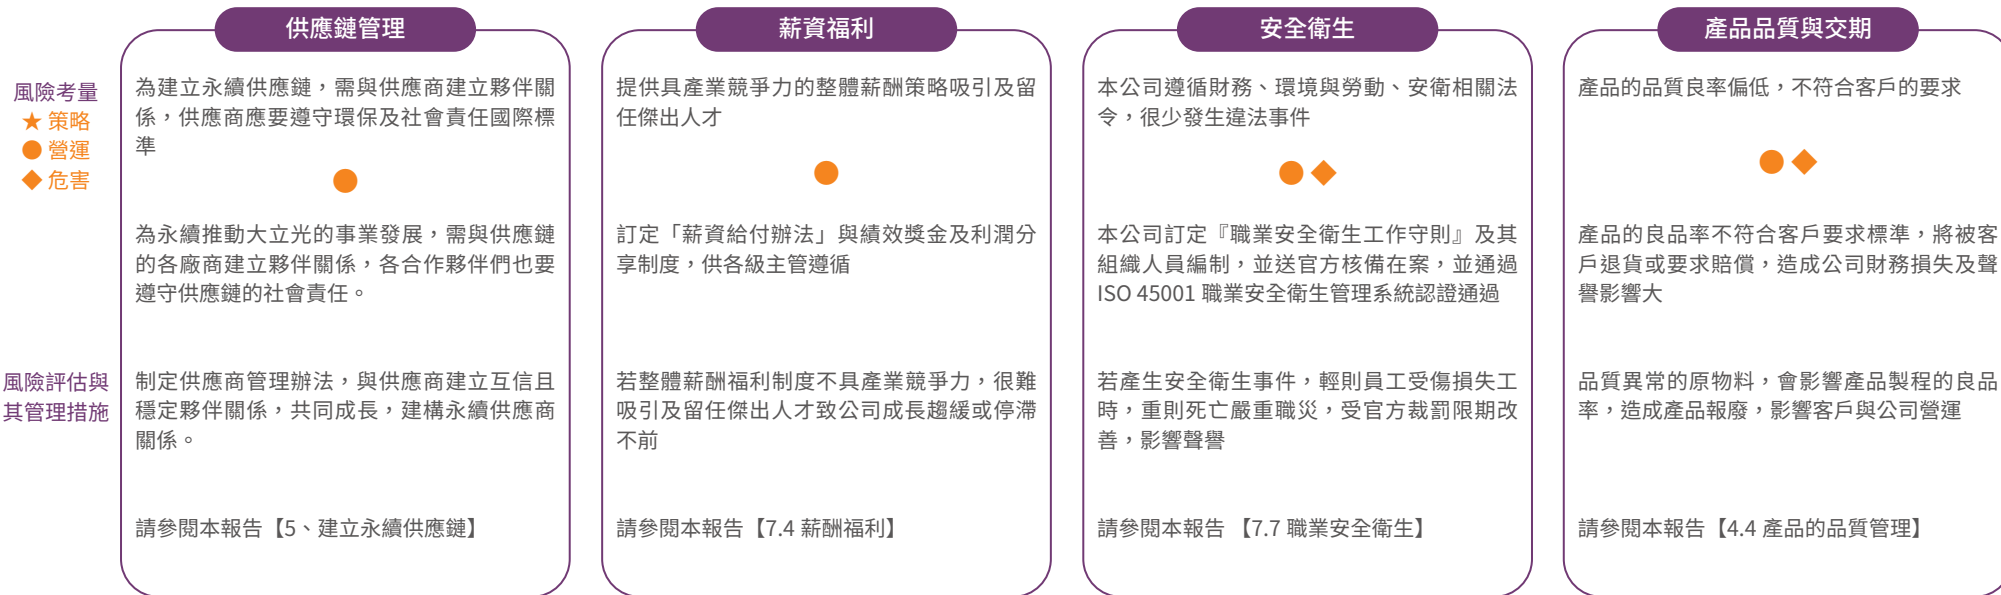 風險考量
★ 策略
● 營運
◆ 危害
風險評估與
其管理措施
供應鏈管理
為建立永續供應鏈，需與供應商建立夥伴關
係，供應商應要遵守環保及社會責任國際標
準
為永續推動大立光的事業發展，需與供應鏈
的各廠商建立夥伴關係，各合作夥伴們也要
遵守供應鏈的社會責任。
制定供應商管理辦法，與供應商建立互信且
穩定夥伴關係，共同成長，建構永續供應商
關係。
請參閱本報告【5、建立永續供應鏈】
薪資福利
提供具產業競爭力的整體薪酬策略吸引及留
任傑出人才
訂定「薪資給付辦法」與績效獎金及利潤分
享制度，供各級主管遵循
若整體薪酬福利制度不具產業競爭力，很難
吸引及留任傑出人才致公司成長趨緩或停滯
不前
請參閱本報告【7.4 薪酬福利】
安全衛生
本公司遵循財務、環境與勞動、安衛相關法
令，很少發生違法事件
本公司訂定『職業安全衛生工作守則』及其
組織人員編制，並送官方核備在案，並通過
ISO 45001 職業安全衛生管理系統認證通過
若產生安全衛生事件，輕則員工受傷損失工
時，重則死亡嚴重職災，受官方裁罰限期改
善，影響聲譽
請參閱本報告 【7.7 職業安全衛生】
產品品質與交期
產品的品質良率偏低，不符合客戶的要求
產品的良品率不符合客戶要求標準，將被客
戶退貨或要求賠償，造成公司財務損失及聲
譽影響大
品質異常的原物料，會影響產品製程的良品
率，造成產品報廢，影響客戶與公司營運
請參閱本報告【4.4 產品的品質管理】